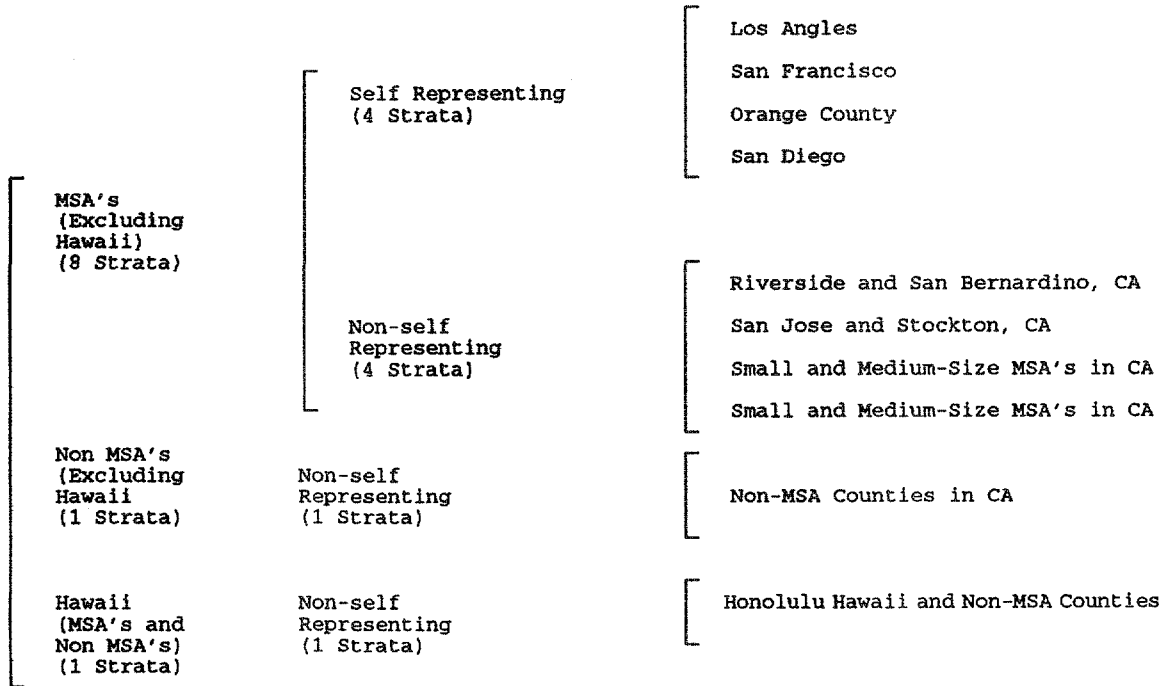 Los Angles
San Francisco
Orange County
San Diego
Self Representing
(4 Strata)
MSA's
(Excluding
Hawaii)
(8 Strata)
Riverside and San Bernardino, CA
San Jose and Stockton, CA
Small and Medium-Size MSA's in CA
Small and Medium-Size MSA's in CA
Non-self
Representing
(4 Strata)
Non MSA's
(Excluding
Hawaii
(1 Strata)
Non-self
Representing
(1 Strata)
Non-MSA Counties in CA
Hawaii
(MSA's and
Non MSA's)
(1 Strata)
Non-self
Representing
(1 Strata)
Honolulu Hawaii and Non-MSA Counties